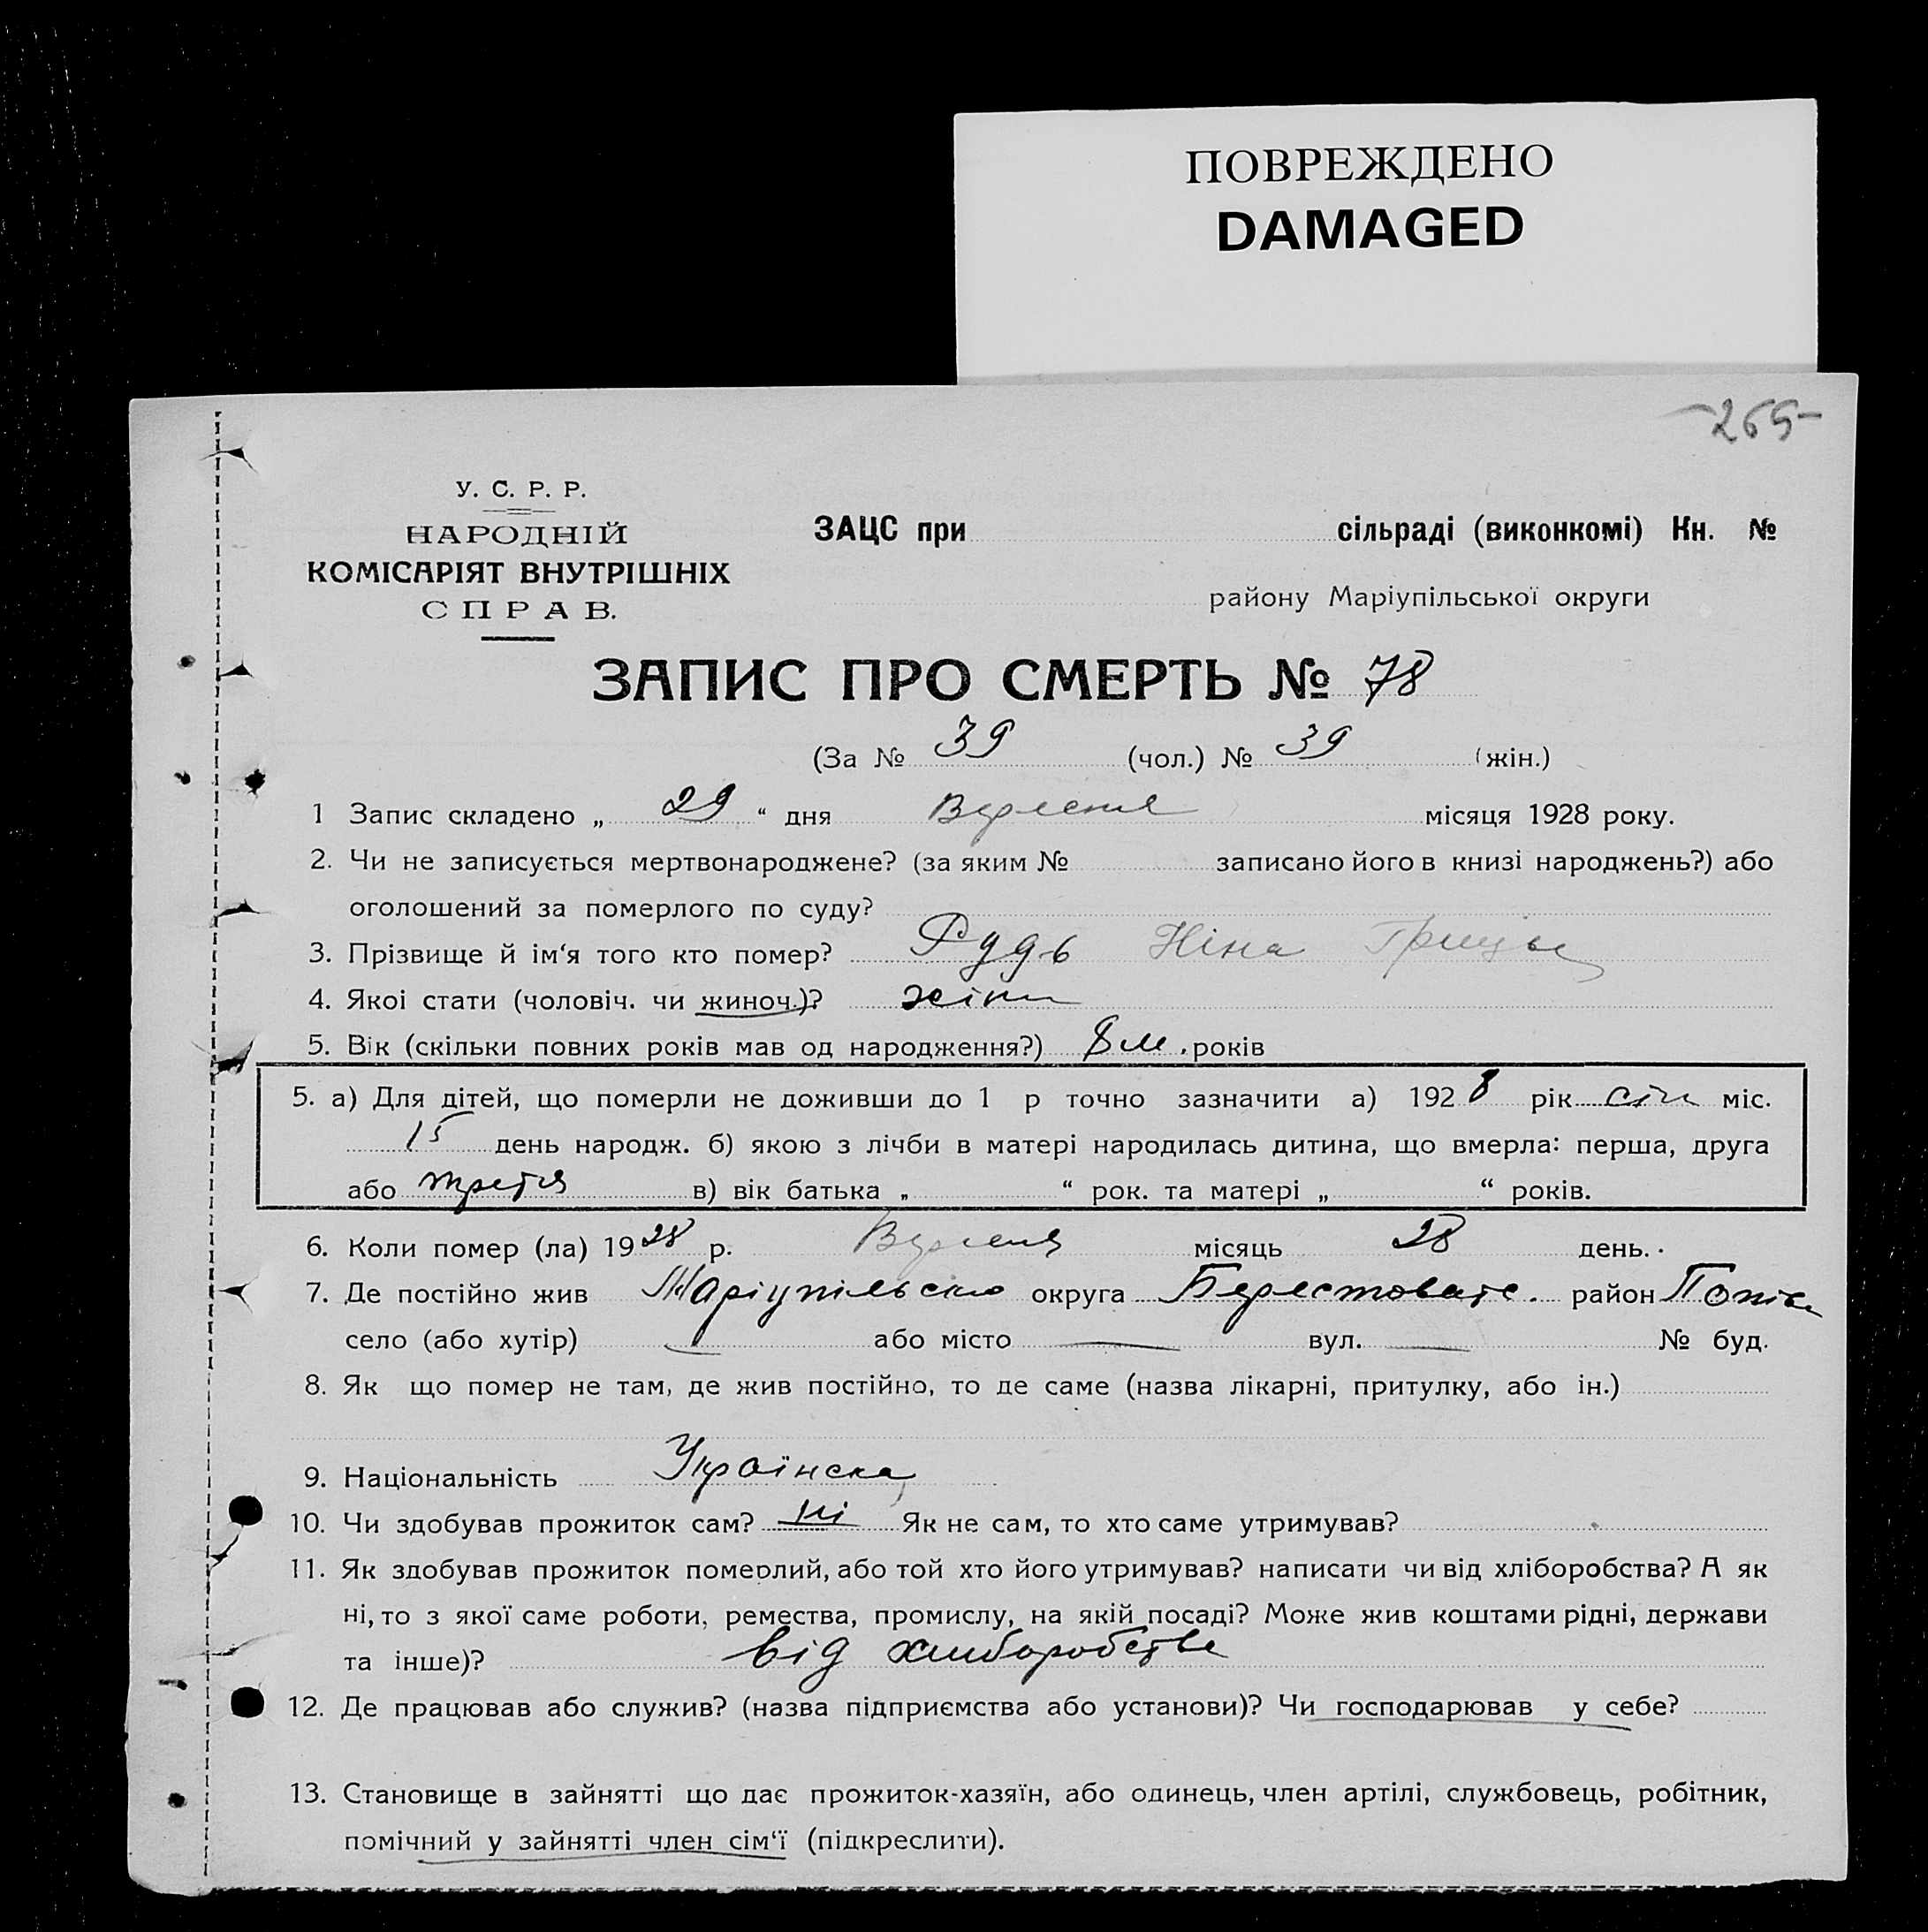 ПОВРЕЖДЕНО
DAMAGED
265-
У. С. Р. Р.
НАРОДНІЙ
КОМІСАРІЯТ ВНУТРІШНІХ
СПРАВ.
ЗАЦС при сільраді (виконкомі) Кн. №
району Маріупільської округи
ЗАПИС ПРО СМЕРТЬ № 78
(За № 39 (чол.) № 39 (жін.)
1 Запис складено „ 29 “ дня Вересня місяця 1928 року.
2. Чи не записується мертвонароджене? (за яким № записано його в книзі народжень?) або
оголошений за померлого по суду?
3. Прізвище й ім‘я того кто помер? Рудь Ніна
4. Якоі стати (чоловіч. чи жиноч.)? жіно
5. Вік (скільки повних років мав од народження?) 8 м. років
5. а) Для дітей, що померли не доживши до 1 р точно зазначити а) 1928 рік січ міс.
15 день народж. б) якою з лічби в матері народилась дитина, що вмерла: перша, друга
або третя в) вік батька „ “ рок. та матері „ “ років.
6. Коли помер (ла) 1928 р. Вересня місяць 28 день.
7. Де постійно жив Маріупільська округа Берестовате. район Попівка
село (або хутір) або місто вул. № буд.
8. Як що помер не там, де жив постійно, то де саме (назва лікарні, притулку, або ін.)
9. Національність Українска
10. Чи здобував прожиток сам? ні Як не сам, то хто саме утримував?
11. Як здобував прожиток померлий, або той хто його утримував? написати чи від хліборобства? А як
ні, то з якої саме роботи, ремества, промислу, на якій посаді? Може жив коштами рідні, держави
та інше)? від хлиборобства
12. Де працював або служив? (назва підприємства або установи)? Чи господарював у себе?
13. Становище в зайнятті що дає прожиток-хазяїн, або одинець, член артілі, службовець, робітник,
помічний у зайнятті член сім‘ї (підкреслити).